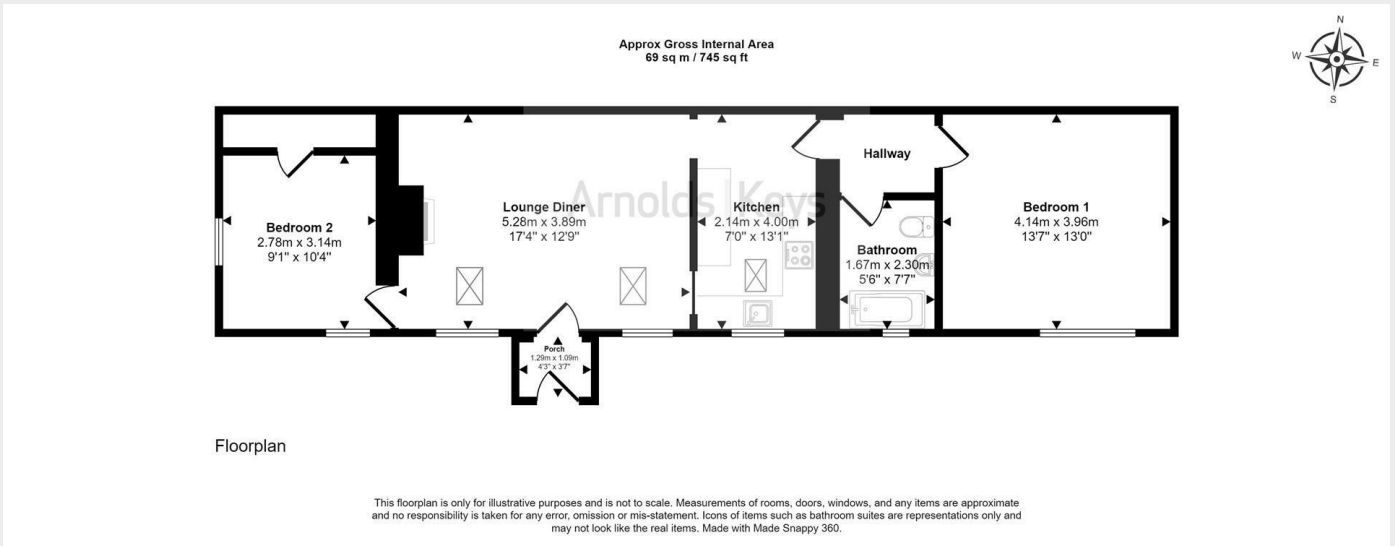 Approx Gross Internal Area
69 sq m / 745 sq ft
N
W
E
S
Arnolds | Keys
Hallway
Bedroom 2
2.78m x 3.14m
9'1" x 10'4"
Lounge Diner
5.28m x 3.89m
17'4" x 12'9"
Kitchen
2.14m x 4.00m
7'0" x 13'1"
Bathroom
1.67m x 2.30m
5'6" x 7'7"
Bedroom 1
4.14m x 3.96m
13'7" x 13'0"
Porch
1.29m x 1.09m
4'3" x 3'7"
Floorplan
This floorplan is only for illustrative purposes and is not to scale. Measurements of rooms, doors, windows, and any items are approximate
and no responsibility is taken for any error, omission or mis-statement. Icons of items such as bathroom suites are representations only and
may not look like the real items. Made with Made Snappy 360.